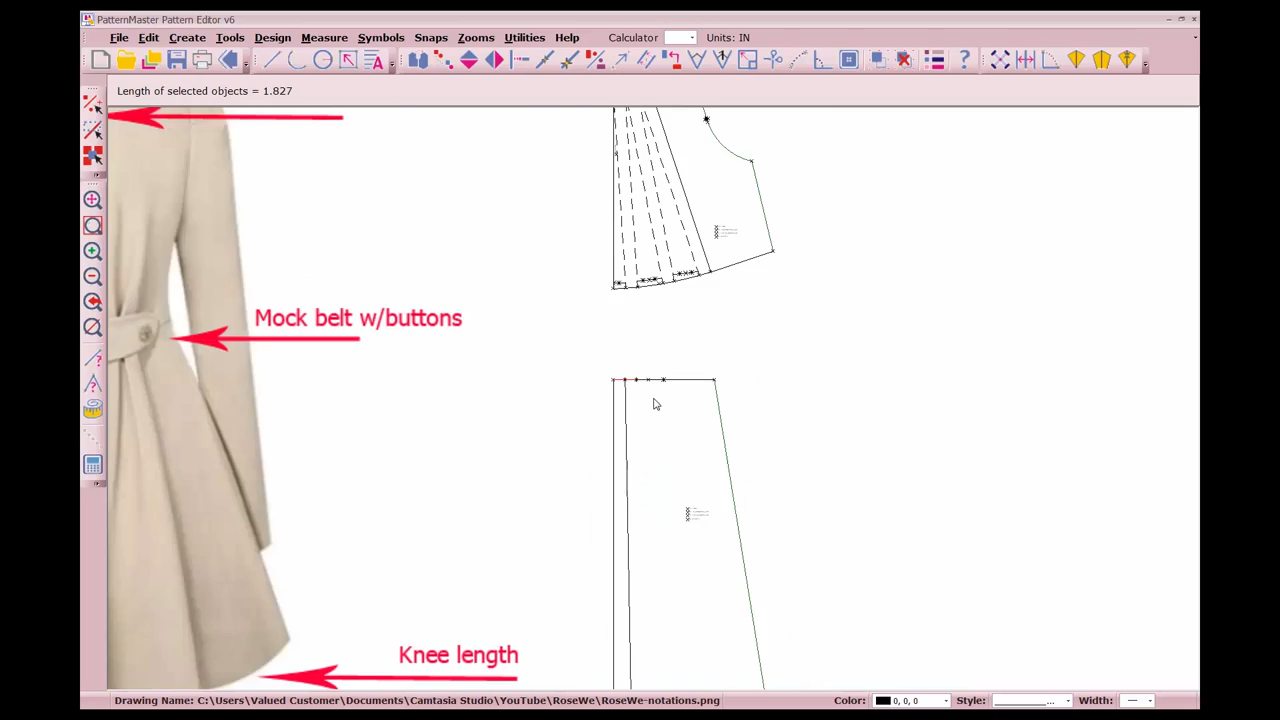 PatternMaster Pattern Editor v6
File Edit Create Tools Design Measure Symbols Snaps Zooms Utilities Help Calculator Units: IN
Length of selected objects = 1.827
Mock belt w/buttons
Knee length
Drawing Name: C:\Users\Valued Customer\Documents\Camtasia Studio\YouTube\RoseWe\RoseWe-notations.png Color: 0, 0, 0 Style: Width: